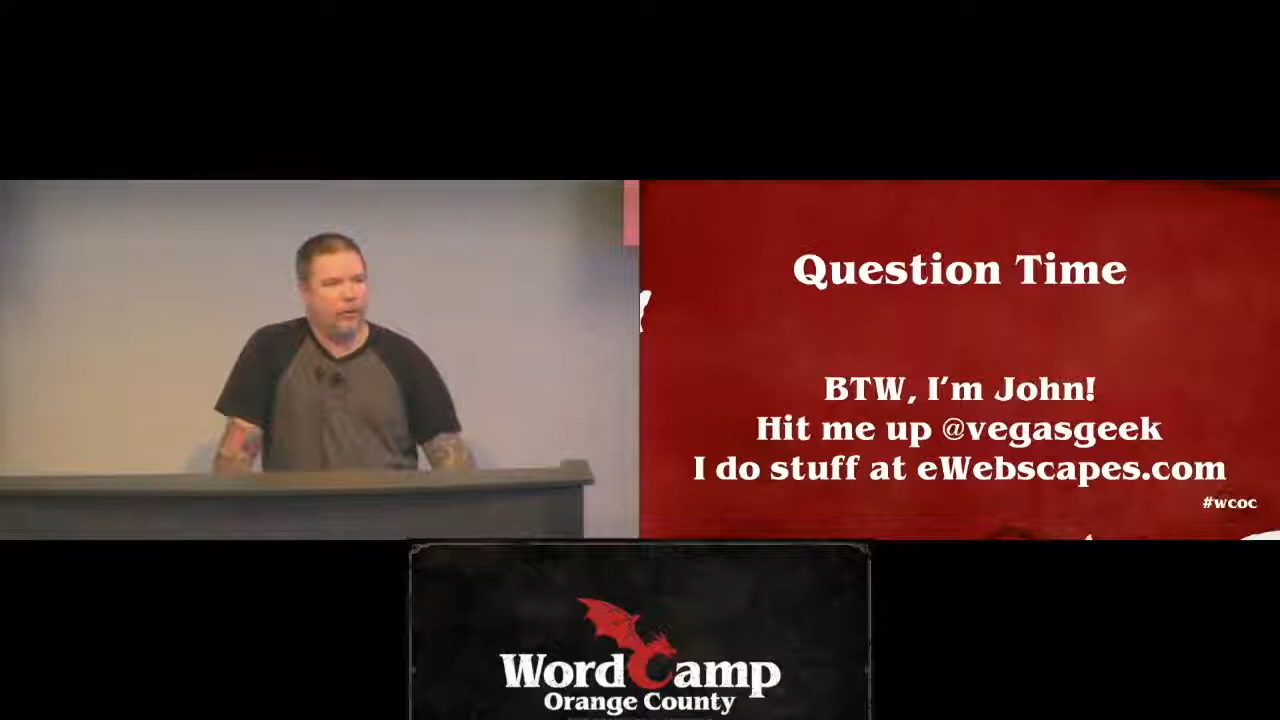 Question Time
BTW, I'm John!
Hit me up @vegasgeek
I do stuff at eWebscapes.com
#wcoc
WordCamp
Orange County